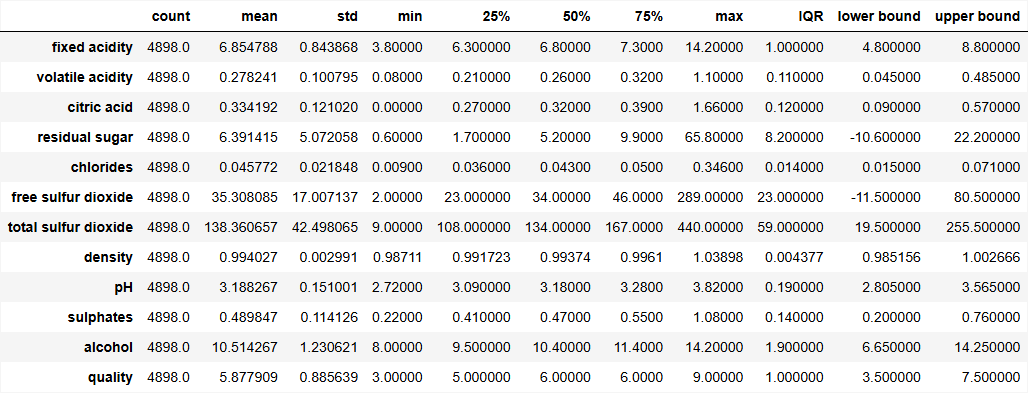 count mean std min 25% 50% 75% max IQR lower bound upper bound
fixed acidity 4898.0 6.854788 0.843868 3.80000 6.300000 6.80000 7.3000 14.20000 1.000000 4.800000 8.800000
volatile acidity 4898.0 0.278241 0.100795 0.08000 0.210000 0.26000 0.3200 1.10000 0.110000 0.045000 0.485000
citric acid 4898.0 0.334192 0.121020 0.00000 0.270000 0.32000 0.3900 1.66000 0.120000 0.090000 0.570000
residual sugar 4898.0 6.391415 5.072058 0.60000 1.700000 5.20000 9.9000 65.80000 8.200000 -10.600000 22.200000
chlorides 4898.0 0.045772 0.021848 0.00900 0.036000 0.04300 0.0500 0.34600 0.014000 0.015000 0.071000
free sulfur dioxide 4898.0 35.308085 17.007137 2.00000 23.000000 34.00000 46.0000 289.00000 23.000000 -11.500000 80.500000
total sulfur dioxide 4898.0 138.360657 42.498065 9.00000 108.000000 134.00000 167.0000 440.00000 59.000000 19.500000 255.500000
density 4898.0 0.994027 0.002991 0.98711 0.991723 0.99374 0.9961 1.03898 0.004377 0.985156 1.002666
pH 4898.0 3.188267 0.151001 2.72000 3.090000 3.18000 3.2800 3.82000 0.190000 2.805000 3.565000
sulphates 4898.0 0.489847 0.114126 0.22000 0.410000 0.47000 0.5500 1.08000 0.140000 0.200000 0.760000
alcohol 4898.0 10.514267 1.230621 8.00000 9.500000 10.40000 11.4000 14.20000 1.900000 6.650000 14.250000
quality 4898.0 5.877909 0.885639 3.00000 5.000000 6.00000 6.0000 9.00000 1.000000 3.500000 7.500000